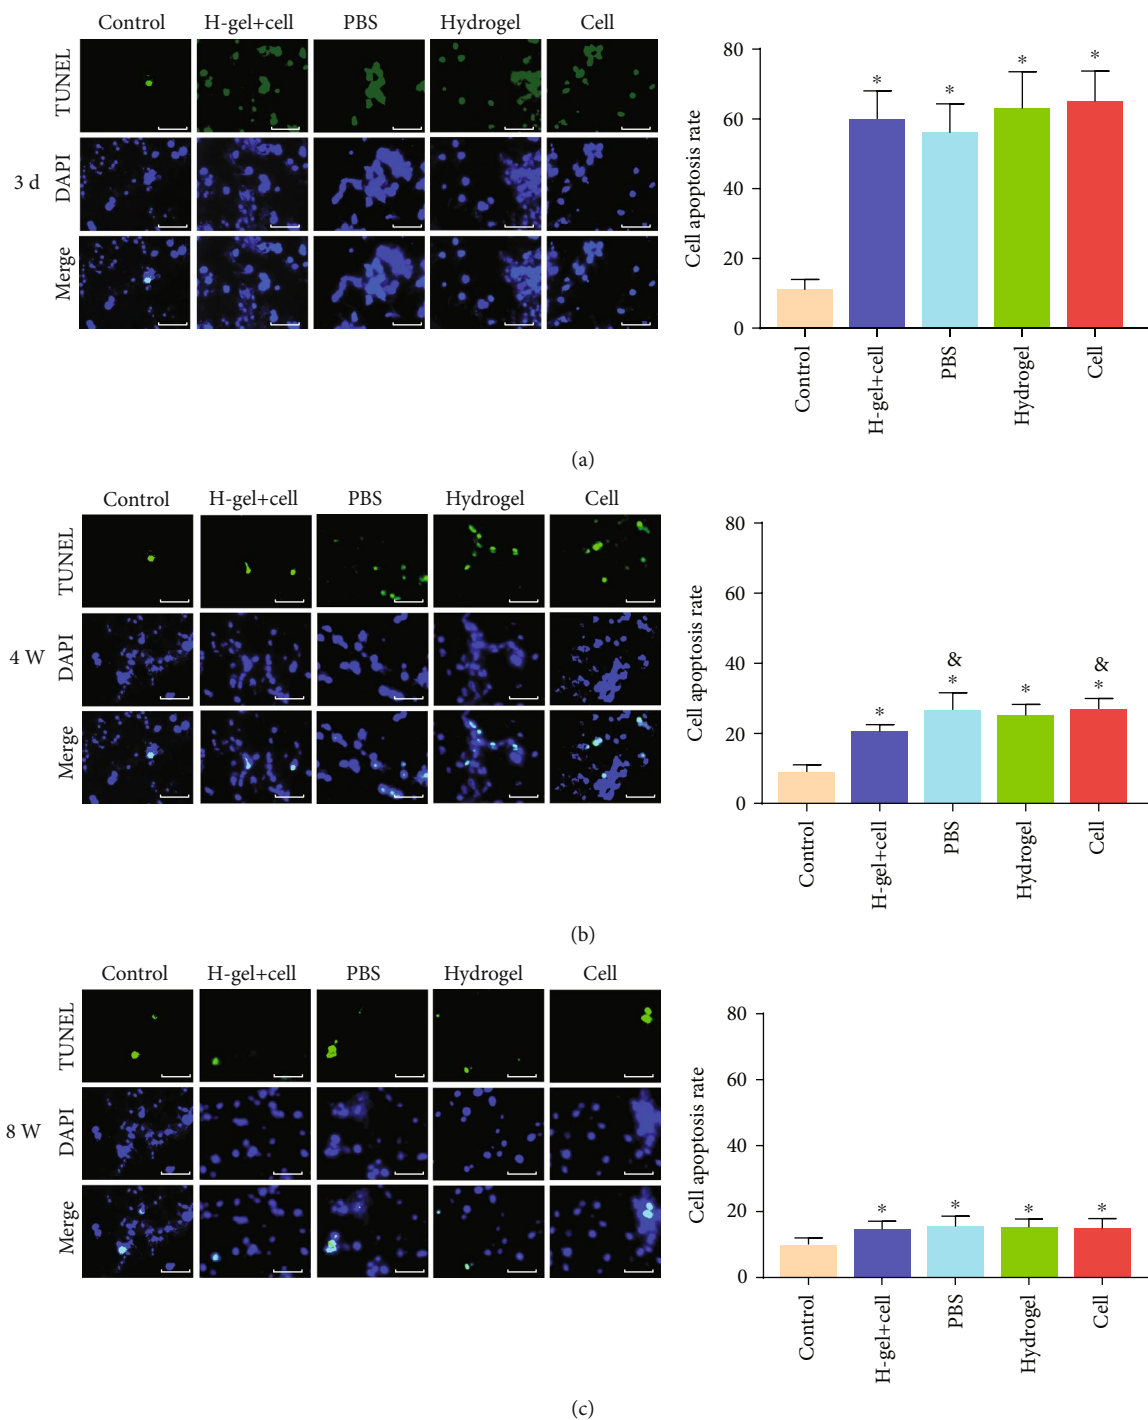 Control H-gel+cell PBS Hydrogel Cell
3 d
TUNEL
DAPI
Merge
Cell apoptosis rate
80
60
40
20
0
* * * *
Control H-gel+cell PBS Hydrogel Cell
(a)
Control H-gel+cell PBS Hydrogel Cell
4 W
TUNEL
DAPI
Merge
Cell apoptosis rate
80
60
40
20
0
& &
* * * *
Control H-gel+cell PBS Hydrogel Cell
(b)
Control H-gel+cell PBS Hydrogel Cell
8 W
TUNEL
DAPI
Merge
Cell apoptosis rate
80
60
40
20
0
* * * *
Control H-gel+cell PBS Hydrogel Cell
(c)